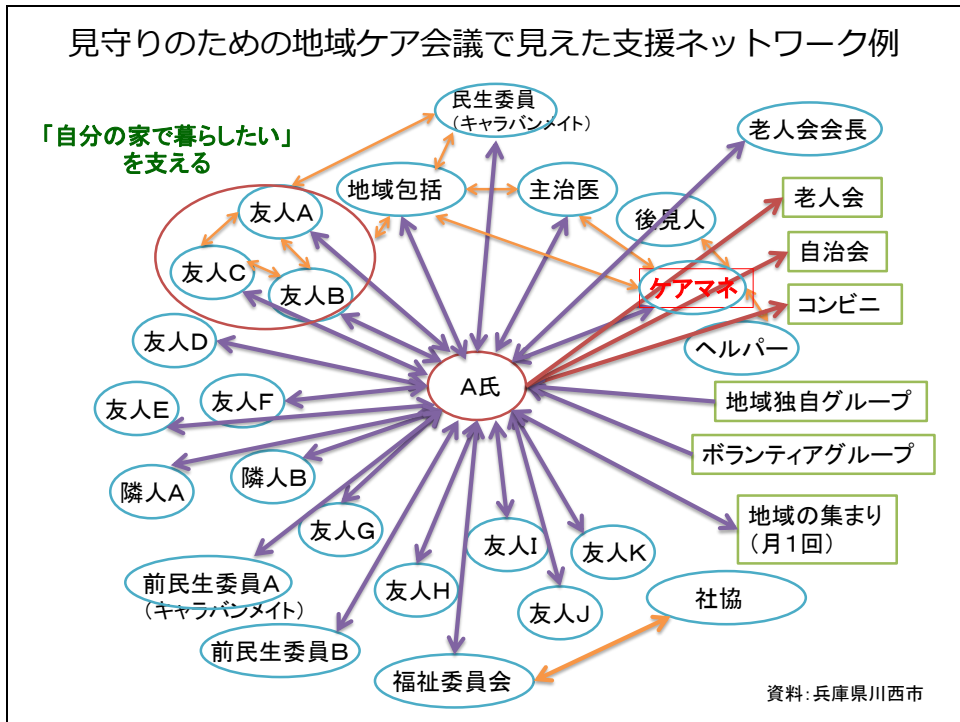 見守りのための地域ケア会議で見えた支援ネットワーク例
「自分の家で暮らしたい」
を支える
民生委員
（キャラバンメイト）
老人会会長
地域包括
主治医
友人A
後見人
老人会
友人C
友人B
ケアマネ
自治会
コンビニ
友人D
ヘルパー
A氏
友人E
友人F
地域独自グループ
隣人A
隣人B
ボランティアグループ
友人G
友人I
友人K
地域の集まり
（月１回）
前民生委員A
（キャラバンメイト）
友人H
友人J
社協
前民生委員B
福祉委員会
資料：兵庫県川西市